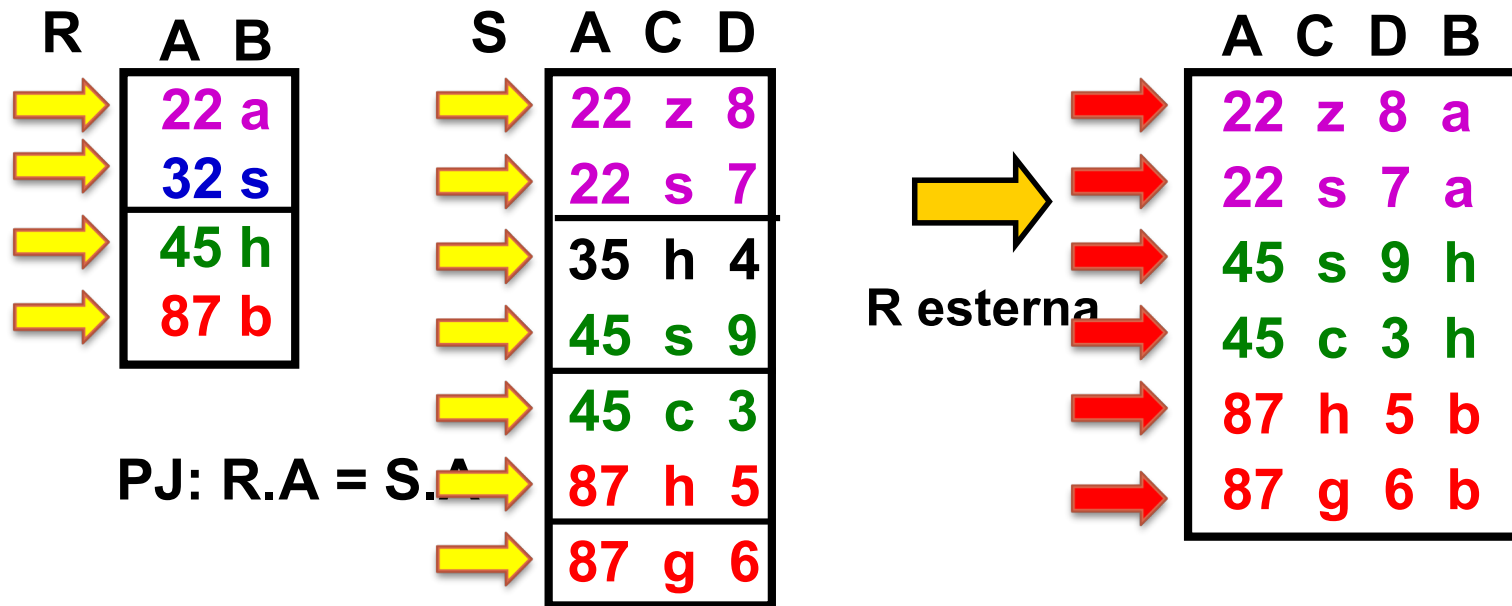 R A B
22 a
32 s
45 h
87 b
PJ: R.A = S.A
S A C D
22 z 8
22 s 7
35 h 4
45 s 9
45 c 3
87 h 5
87 g 6
R esterna
A C D B
22 z 8 a
22 s 7 a
45 s 9 h
45 c 3 h
87 h 5 b
87 g 6 b